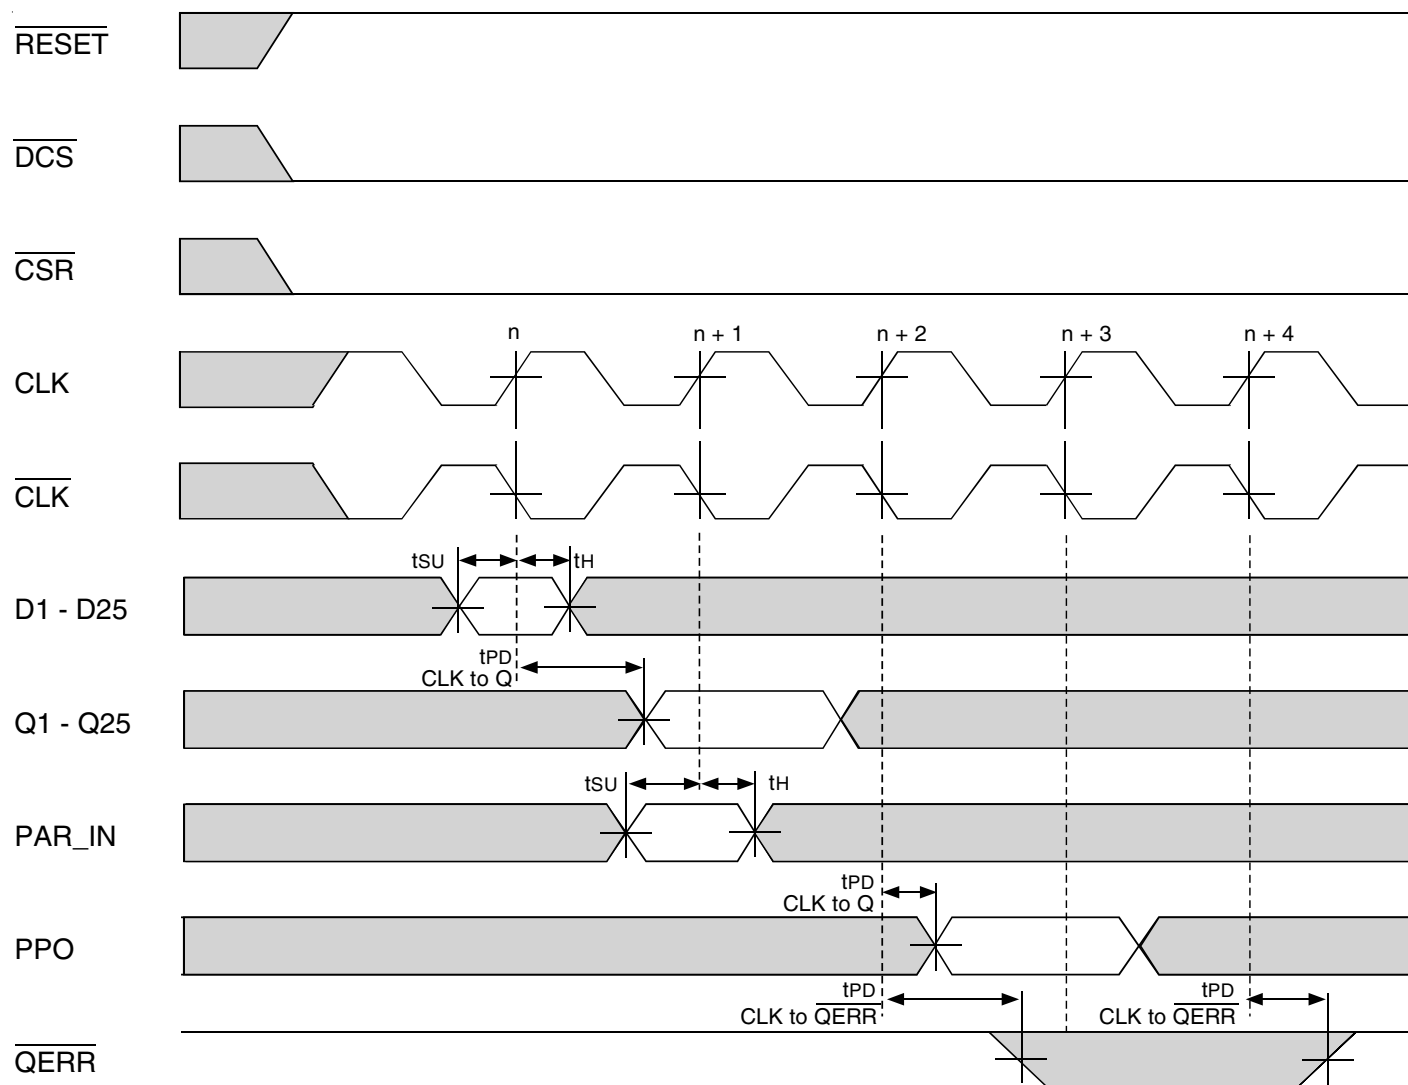 RESET
DCS
CSR
n n + 1 n + 2 n + 3 n + 4
CLK
CLK
tSU tH
D1 - D25
tPD
CLK to Q
Q1 - Q25
tSU tH
PAR_IN
tPD
CLK to Q
PPO
tPD tPD
CLK to QERR CLK to QERR
QERR